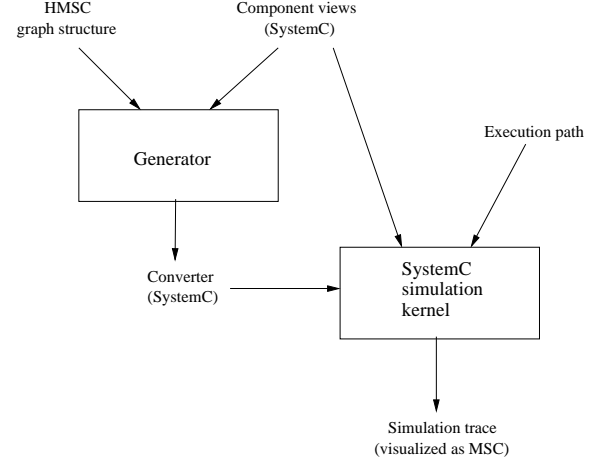 HMSC
graph structure
Component views
(SystemC)
Execution path
Generator
Converter
(SystemC)
SystemC
simulation
kernel
Simulation trace
(visualized as MSC)